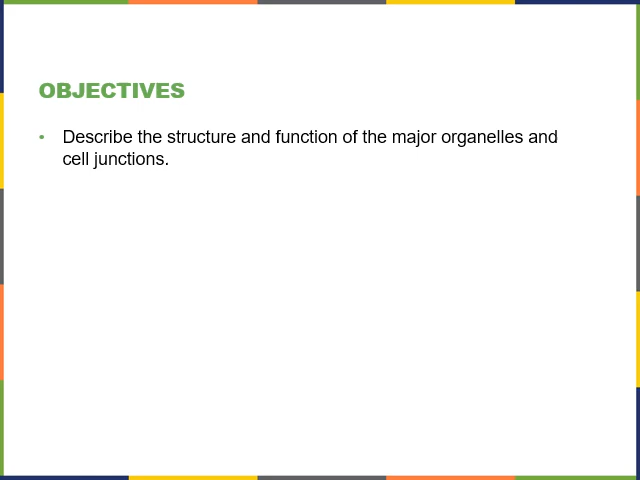 OBJECTIVES
• Describe the structure and function of the major organelles and
cell junctions.